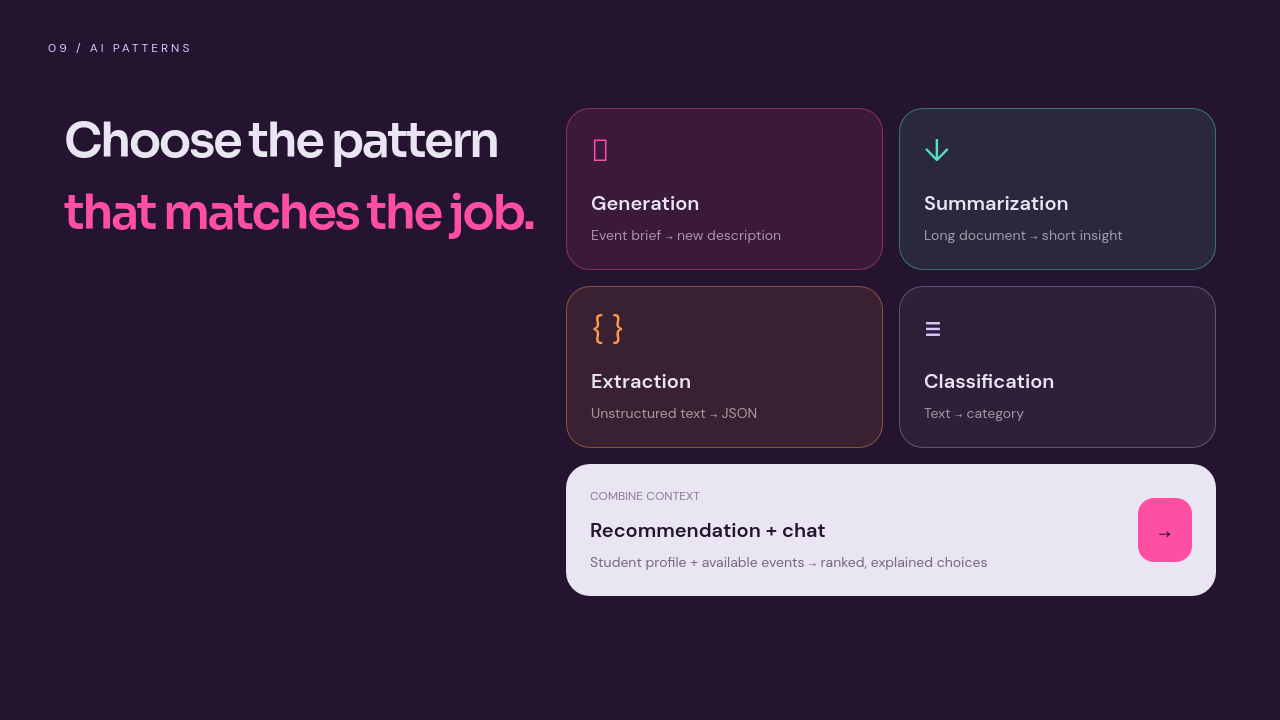 09 / AI PATTERNS
Choose the pattern
that matches the job.
Generation
Event brief → new description
↓
Summarization
Long document → short insight
{ }
Extraction
Unstructured text → JSON
≡
Classification
Text → category
COMBINE CONTEXT
Recommendation + chat
Student profile + available events → ranked, explained choices
→